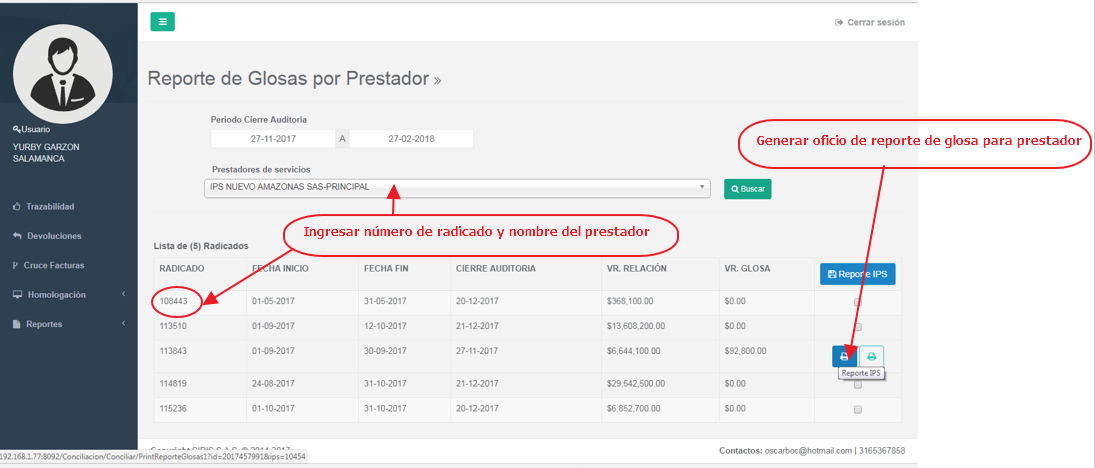 Cerrar sesión
Usuario
YURBY GARZON
SALAMANCA
Trazabilidad
Devoluciones
Cruce Facturas
Homologación
Reportes
Reporte de Glosas por Prestador »
Periodo Cierre Auditoria
27-11-2017 A 27-02-2018
Prestadores de servicios
IPS NUEVO AMAZONAS SAS-PRINCIPAL
Buscar
Generar oficio de reporte de glosa para prestador
Ingresar número de radicado y nombre del prestador
Lista de (5) Radicados
RADICADO FECHA INICIO FECHA FIN CIERRE AUDITORIA VR. RELACIÓN VR. GLOSA Reporte IPS
108443 01-05-2017 31-05-2017 20-12-2017 $368,100.00 $0.00
113510 01-09-2017 12-10-2017 21-12-2017 $13,608,200.00 $0.00
113843 01-09-2017 30-09-2017 27-11-2017 $6,644,100.00 $92,800.00
Reporte IPS
114819 24-08-2017 31-10-2017 21-12-2017 $29,542,500.00 $0.00
115236 01-10-2017 31-10-2017 20-12-2017 $6,852,700.00 $0.00
Contactos: oscarboc@hotmail.com | 3165367858
192.168.1.77:8092/Conciliacion/Conciliar/PrintReporteGlosas1?id=2017457991&ips=10454